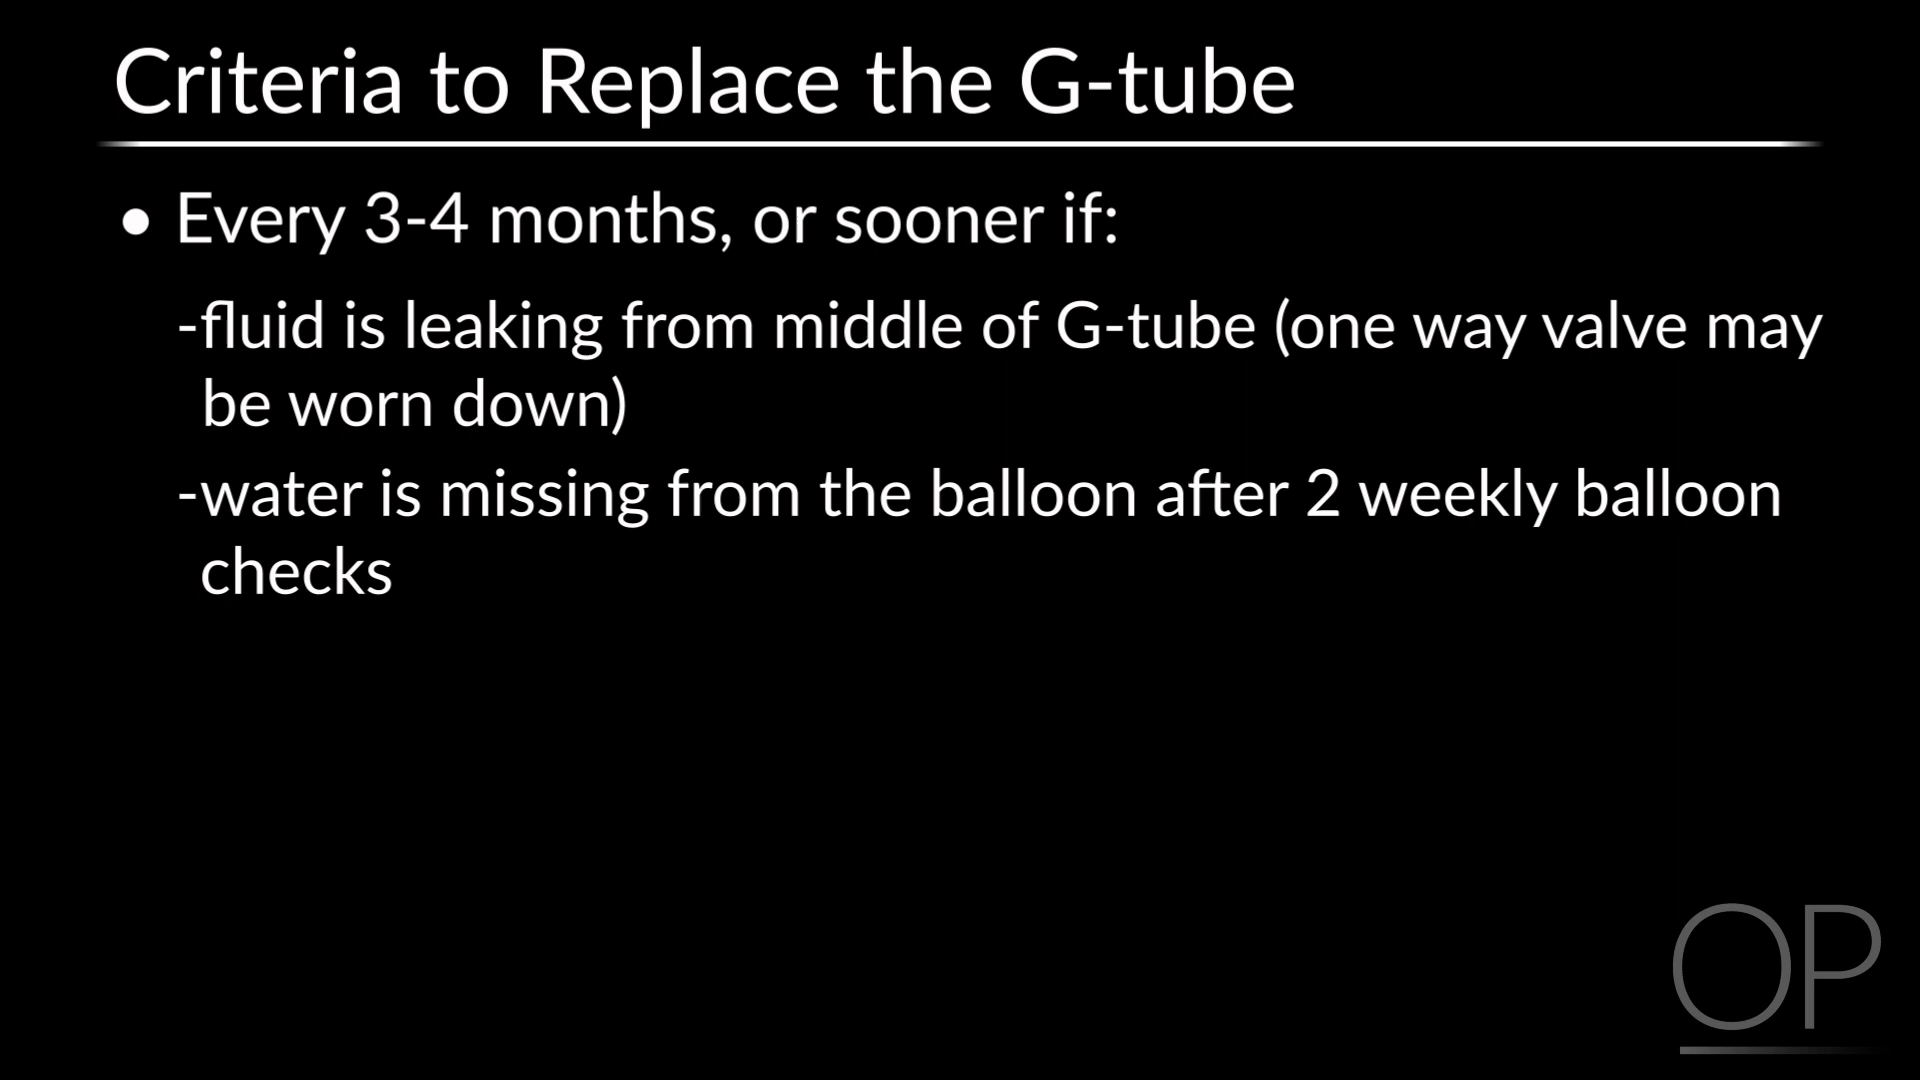 Criteria to Replace the G-tube
• Every 3-4 months, or sooner if:
-fluid is leaking from middle of G-tube (one way valve may
be worn down)
-water is missing from the balloon after 2 weekly balloon
checks
OP